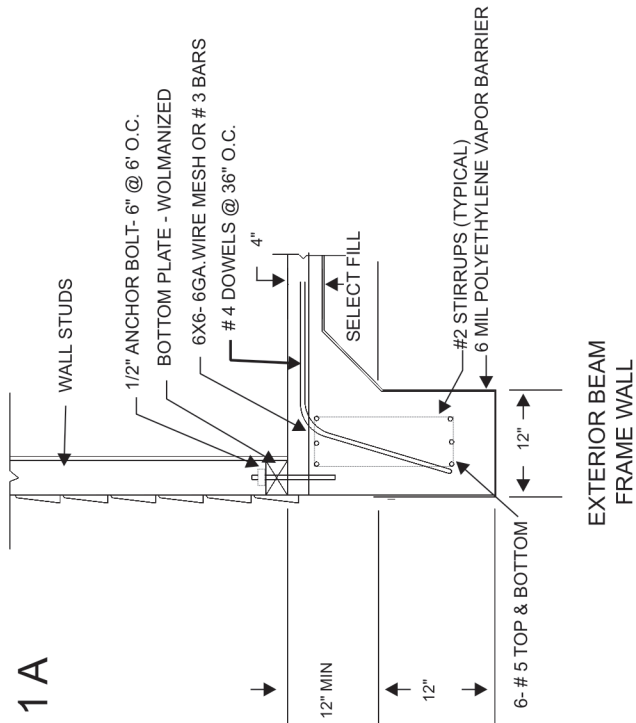 1 A
WALL STUDS
1/2" ANCHOR BOLT- 6" @ 6' O.C.
BOTTOM PLATE - WOLMANIZED
6X6- 6GA.WIRE MESH OR # 3 BARS
# 4 DOWELS @ 36" O.C.
4"
SELECT FILL
12" MIN
12"
#2 STIRRUPS (TYPICAL)
6 MIL POLYETHYLENE VAPOR BARRIER
12"
6- # 5 TOP & BOTTOM
EXTERIOR BEAM
FRAME WALL